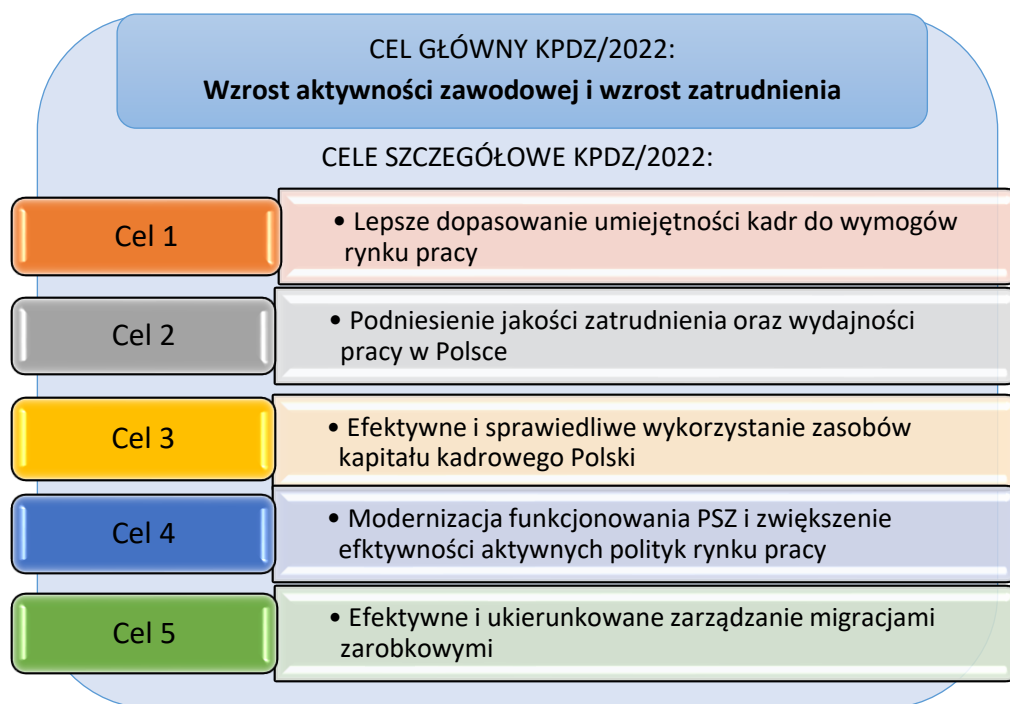 CEL GŁÓWNY KPDZ/2022:
Wzrost aktywności zawodowej i wzrost zatrudnienia
CELE SZCZEGÓŁOWE KPDZ/2022:
Cel 1
• Lepsze dopasowanie umiejętności kadr do wymogów
rynku pracy
Cel 2
• Podniesienie jakości zatrudnienia oraz wydajności
pracy w Polsce
Cel 3
• Efektywne i sprawiedliwe wykorzystanie zasobów
kapitału kadrowego Polski
Cel 4
• Modernizacja funkcjonowania PSZ i zwiększenie
efktywności aktywnych polityk rynku pracy
Cel 5
• Efektywne i ukierunkowane zarządzanie migracjami
zarobkowymi